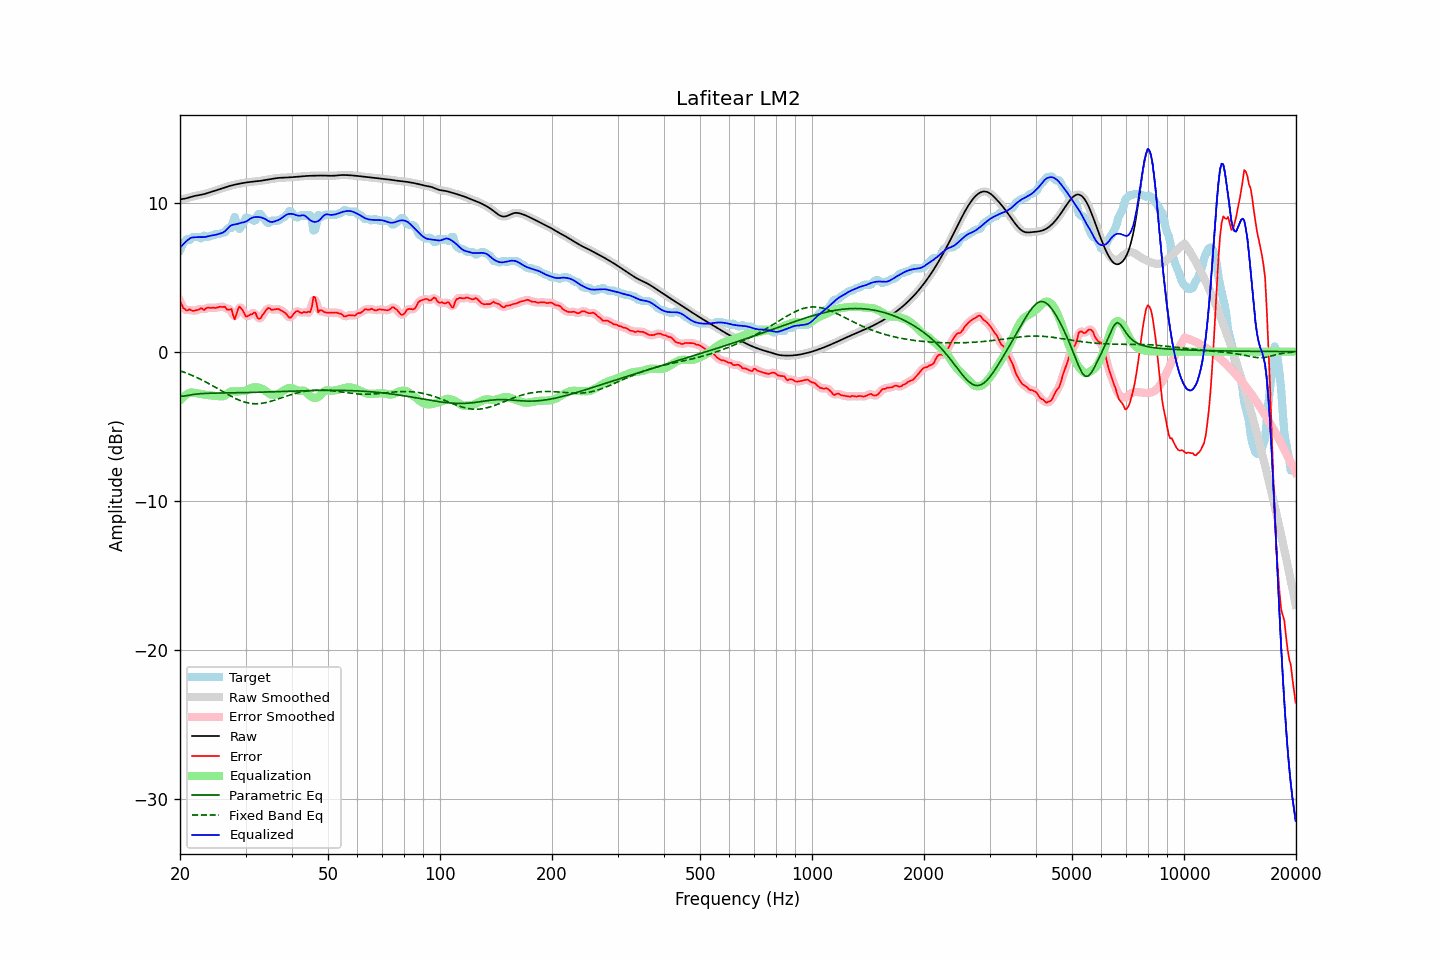 Lafitear LM2
Amplitude (dBr)
10
0
−10
−20
−30
Target
Raw Smoothed
Error Smoothed
Raw
Error
Equalization
Parametric Eq
Fixed Band Eq
Equalized
20 50 100 200 500 1000 2000 5000 10000 20000
Frequency (Hz)